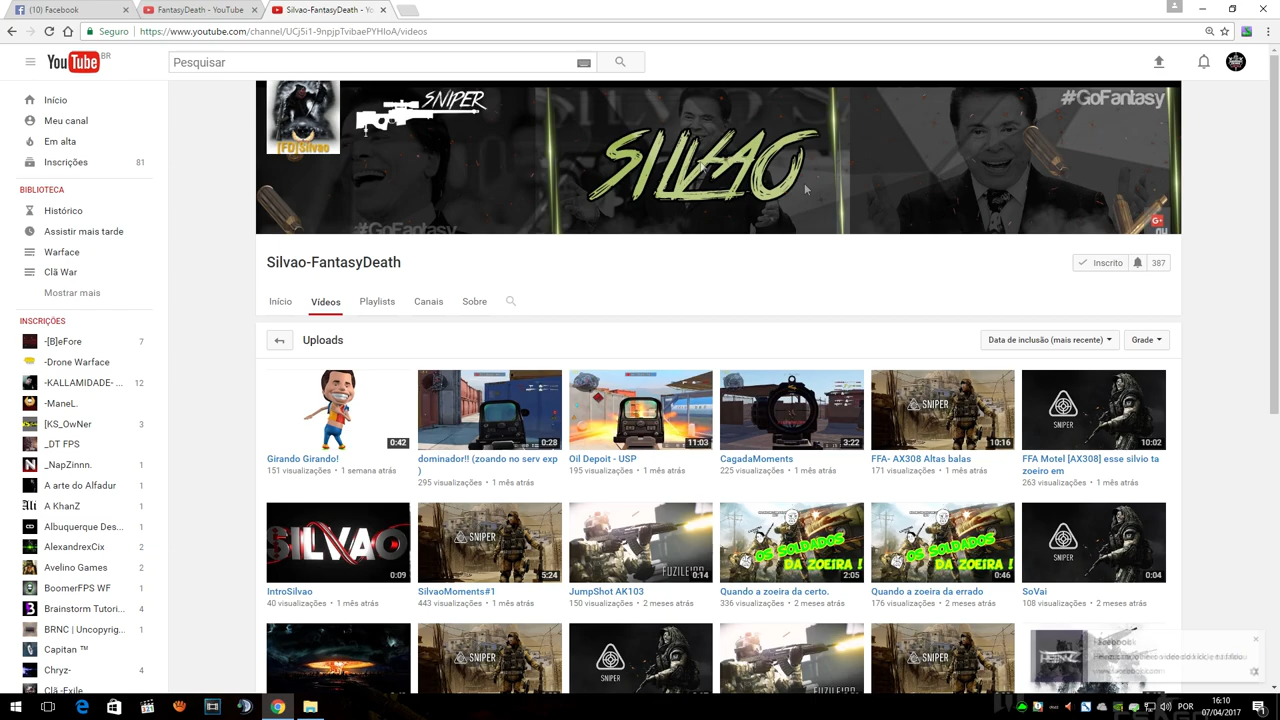 (10) Facebook
FantasyDeath - YouTube
Silvao-FantasyDeath - Yo
Seguro
https://www.youtube.com/channel/UCj5i1-9npjpTvibaePYHloA/videos
YouTube BR
Pesquisar
Início
Meu canal
Em alta
Inscrições 81
BIBLIOTECA
Histórico
Assistir mais tarde
Warface
Clã War
Mostrar mais
INSCRIÇÕES
-[B]eFore 7
-Drone Warface
-KALLAMIDADE- ... 12
-ManeL.
[KS_OwNer 3
_DT FPS
_NapZinnn. 1
A arte do Alfadur 1
A KhanZ 1
Albuquerque Des... 1
AlexandrexCix 2
Avelino Games 2
BoomerFPS WF 1
Brainstorm Tutori... 4
BRNC | Uncopyrig... 1
Capitan ™
Chryz- 4
Clã -Exile
SNIPER
[FD]Silvao
SILVAO
#GoFantasy
#GoFantasy
Silvao-FantasyDeath
Inscrito 387
Início Vídeos Playlists Canais Sobre
Uploads
Data de inclusão (mais recente)
Grade
0:42
0:28
11:03
3:22
SNIPER
10:16
SNIPER
10:02
Girando Girando!
151 visualizações • 1 semana atrás
dominador!! (zoando no serv exp
)
295 visualizações • 1 mês atrás
Oil Depoit - USP
195 visualizações • 1 mês atrás
CagadaMoments
225 visualizações • 1 mês atrás
FFA- AX308 Altas balas
171 visualizações • 1 mês atrás
FFA Motel [AX308] esse silvio ta
zoeiro em
263 visualizações • 1 mês atrás
SILVAO
0:09
SNIPER
5:24
FUZILEIRO
0:14
OS SOLDADOS
DA ZOEIRA !
2:05
OS SOLDADOS
DA ZOEIRA !
0:46
SNIPER
0:04
IntroSilvao
40 visualizações • 1 mês atrás
SilvaoMoments#1
443 visualizações • 1 mês atrás
JumpShot AK103
150 visualizações • 2 meses atrás
Quando a zoeira da certo.
336 visualizações • 2 meses atrás
Quando a zoeira da errado
176 visualizações • 2 meses atrás
SoVai
108 visualizações • 2 meses atrás
SNIPER
SNIPER
FUZILEIRO
SNIPER
Facebook
POR
16:10
07/04/2017